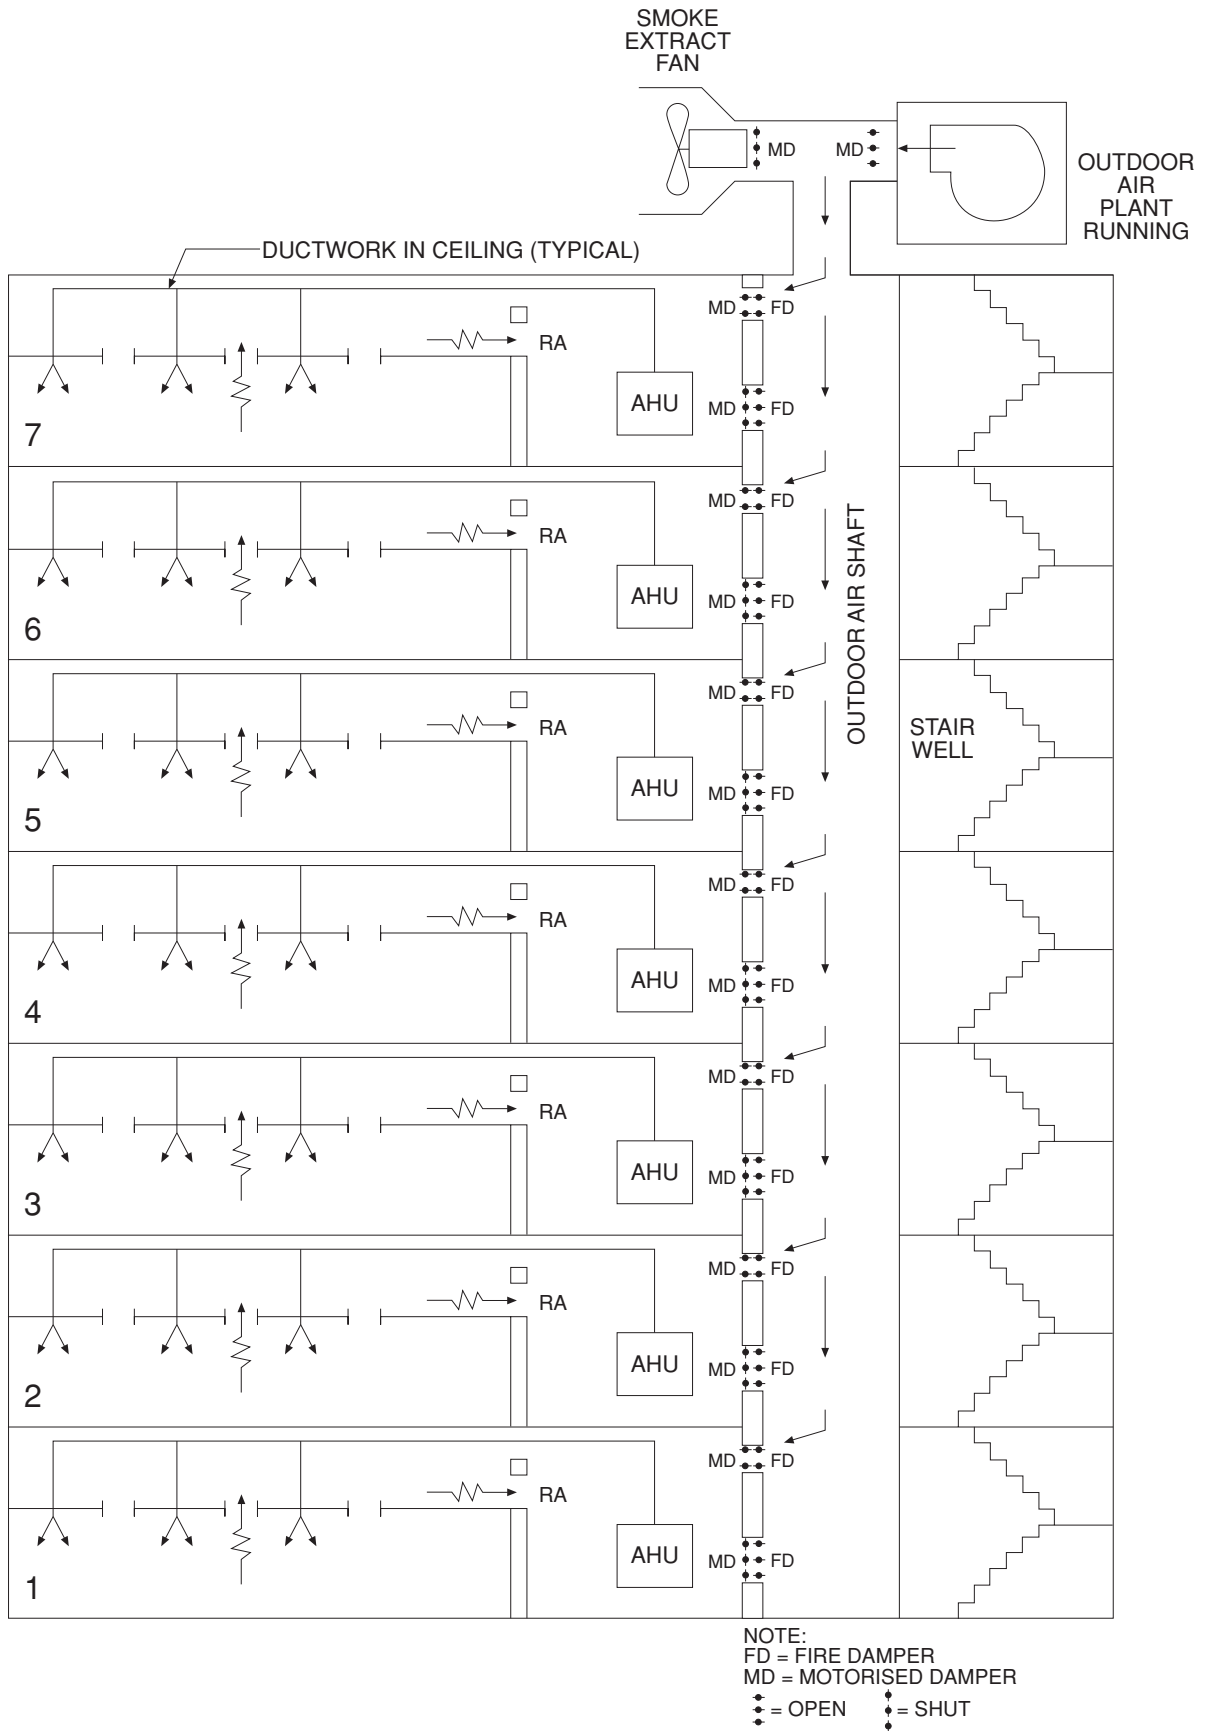 SMOKE
EXTRACT
FAN
MD
MD
OUTDOOR
AIR
PLANT
RUNNING
DUCTWORK IN CEILING (TYPICAL)
MD
FD
RA
AHU
MD
FD
7
MD
FD
RA
AHU
MD
FD
6
OUTDOOR AIR SHAFT
MD
FD
RA
STAIR
WELL
AHU
MD
FD
5
MD
FD
RA
AHU
MD
FD
4
MD
FD
RA
AHU
MD
FD
3
MD
FD
RA
AHU
MD
FD
2
MD
FD
RA
AHU
MD
FD
1
NOTE:
FD = FIRE DAMPER
MD = MOTORISED DAMPER
= OPEN
= SHUT